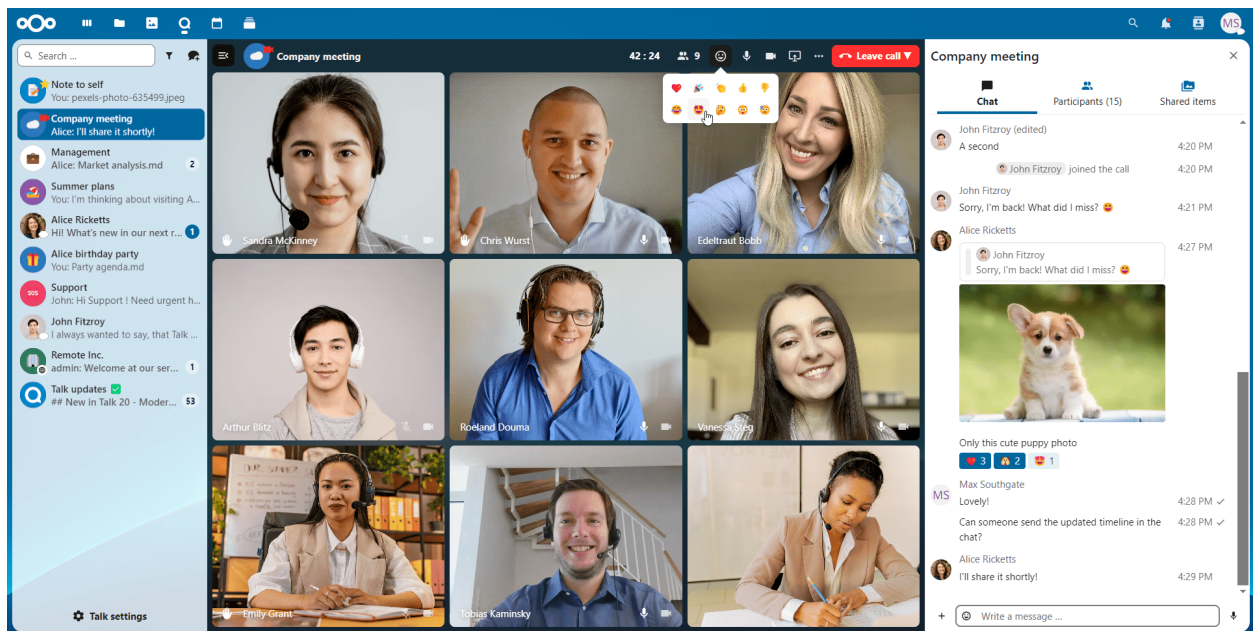 MS
Search ...
Note to self
You: pexels-photo-635499.jpeg
Company meeting
Alice: I'll share it shortly!
Management
Alice: Market analysis.md
2
Summer plans
You: I'm thinking about visiting A...
Alice Ricketts
Hi! What's new in our next r...
1
Alice birthday party
You: Party agenda.md
SOS
Support
John: Hi Support ! Need urgent h...
John Fitzroy
I always wanted to say, that Talk ...
Remote Inc.
admin: Welcome at our ser...
1
Talk updates ✅
## New in Talk 20 - Moder...
53
Talk settings
Company meeting
42 : 24
9
Leave call
Sandra McKinney
Chris Wurst
Edeltraut Bobb
Arthur Blitz
Roeland Douma
Vanessa Steg
Emily Grant
Tobias Kaminsky
Company meeting
Chat
Participants (15)
Shared items
John Fitzroy (edited)
A second
4:20 PM
John Fitzroy joined the call
4:20 PM
John Fitzroy
Sorry, I'm back! What did I miss? 😄
4:21 PM
Alice Ricketts
John Fitzroy
Sorry, I'm back! What did I miss? 😄
4:27 PM
Only this cute puppy photo
❤️ 3
2
😍 1
MS
Max Southgate
Lovely!
4:28 PM
Can someone send the updated timeline in the
chat?
4:28 PM
Alice Ricketts
I'll share it shortly!
4:29 PM
Write a message ...